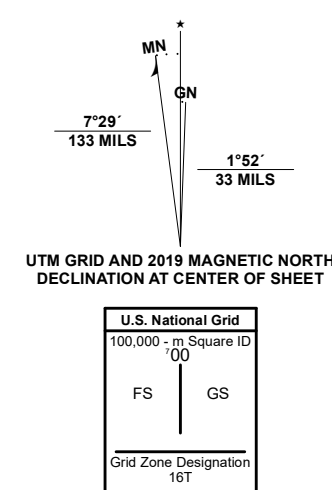 ★
MN
GN
7°29´
133 MILS
1°52´
33 MILS
UTM GRID AND 2019 MAGNETIC NORTH
DECLINATION AT CENTER OF SHEET
U.S. National Grid
100,000 - m Square ID
⁷00
FS GS
Grid Zone Designation
16T